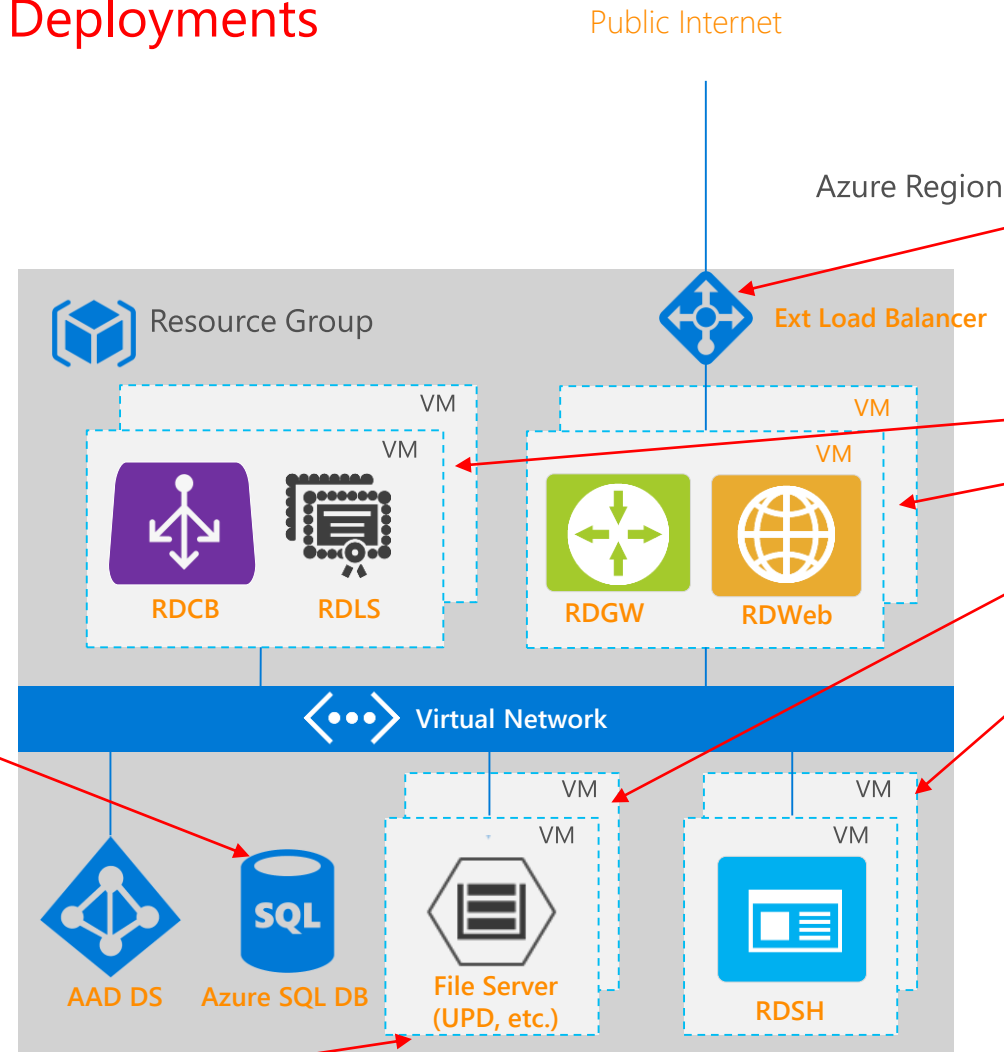 Deployments
Public Internet
Azure Region
Resource Group
Ext Load Balancer
VM
VM
RDCB
RDLS
VM
VM
RDGW
RDWeb
Virtual Network
AAD DS
SQL
Azure SQL DB
VM
VM
File Server
(UPD, etc.)
VM
VM
RDSH